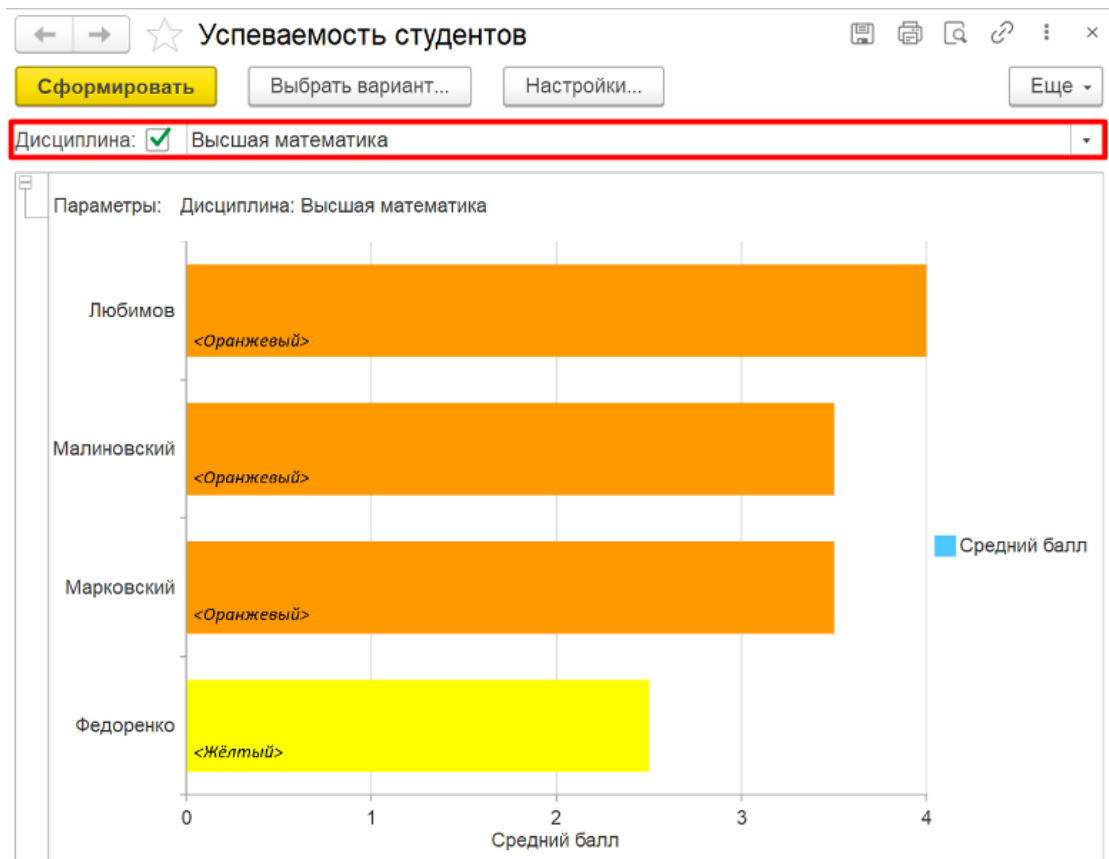 Успеваемость студентов
Сформировать Выбрать вариант... Настройки... Еще
Дисциплина: Высшая математика
Параметры: Дисциплина: Высшая математика
Любимов
<Оранжевый>
Малиновский
<Оранжевый>
Средний балл
Марковский
<Оранжевый>
Федоренко
<Жёлтый>
0 1 2 3 4
Средний балл